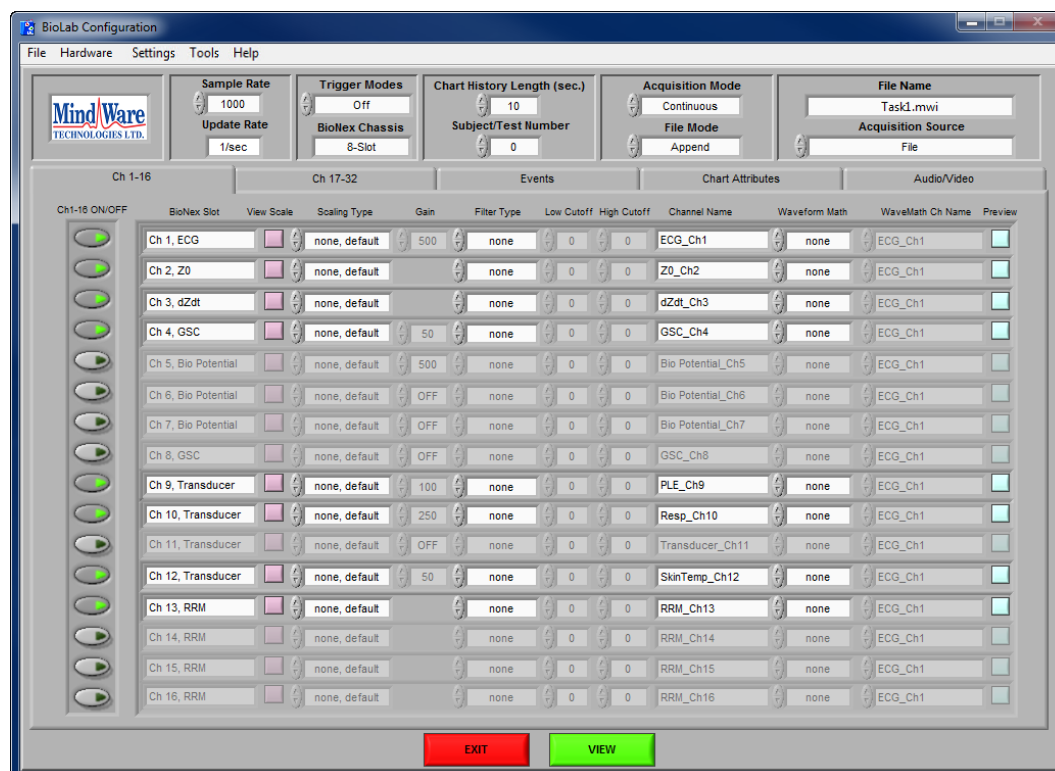 BioLab Configuration
File Hardware Settings Tools Help
MindWare
TECHNOLOGIES LTD.
Sample Rate
1000
Update Rate
1/sec
Trigger Modes
Off
BioNex Chassis
8-Slot
Chart History Length (sec.)
10
Subject/Test Number
0
Acquisition Mode
Continuous
File Mode
Append
File Name
Task1.mwi
Acquisition Source
File
Ch 1-16 Ch 17-32 Events Chart Attributes Audio/Video
Ch1-16 ON/OFF BioNex Slot View Scale Scaling Type Gain Filter Type Low Cutoff High Cutoff Channel Name Waveform Math WaveMath Ch Name Preview
Ch 1, ECG none, default 500 none 0 0 ECG_Ch1 none ECG_Ch1
Ch 2, Z0 none, default none 0 0 Z0_Ch2 none ECG_Ch1
Ch 3, dZdt none, default none 0 0 dZdt_Ch3 none ECG_Ch1
Ch 4, GSC none, default 50 none 0 0 GSC_Ch4 none ECG_Ch1
Ch 5, Bio Potential none, default 500 none 0 0 Bio Potential_Ch5 none ECG_Ch1
Ch 6, Bio Potential none, default OFF none 0 0 Bio Potential_Ch6 none ECG_Ch1
Ch 7, Bio Potential none, default OFF none 0 0 Bio Potential_Ch7 none ECG_Ch1
Ch 8, GSC none, default OFF none 0 0 GSC_Ch8 none ECG_Ch1
Ch 9, Transducer none, default 100 none 0 0 PLE_Ch9 none ECG_Ch1
Ch 10, Transducer none, default 250 none 0 0 Resp_Ch10 none ECG_Ch1
Ch 11, Transducer none, default OFF none 0 0 Transducer_Ch11 none ECG_Ch1
Ch 12, Transducer none, default 50 none 0 0 SkinTemp_Ch12 none ECG_Ch1
Ch 13, RRM none, default none 0 0 RRM_Ch13 none ECG_Ch1
Ch 14, RRM none, default none 0 0 RRM_Ch14 none ECG_Ch1
Ch 15, RRM none, default none 0 0 RRM_Ch15 none ECG_Ch1
Ch 16, RRM none, default none 0 0 RRM_Ch16 none ECG_Ch1
EXIT VIEW